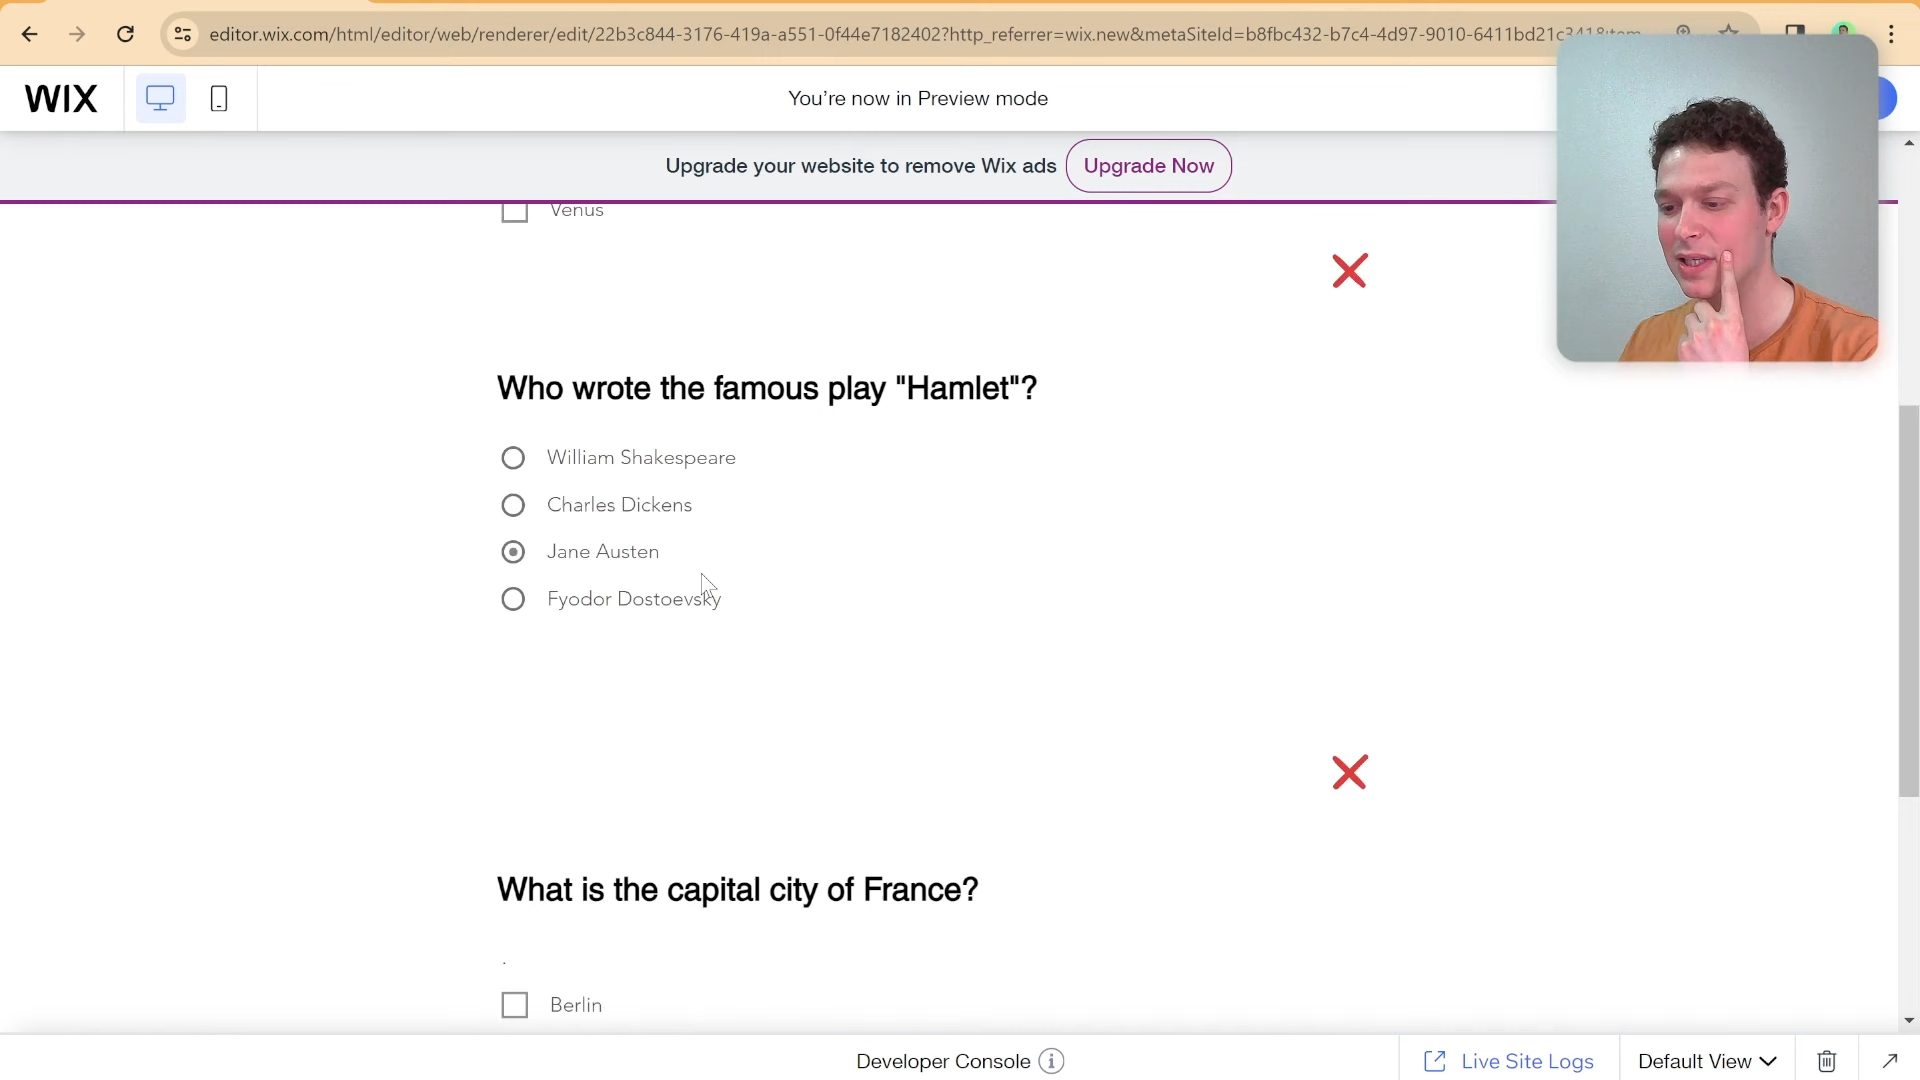 editor.wix.com/html/editor/web/renderer/edit/22b3c844-3176-419a-a551-0f44e7182402?http_referrer=wix.new&metaSiteId=b8fbc432-b7c4-4d97-9010-6411bd21c341&item
WIX
You're now in Preview mode
Upgrade your website to remove Wix ads
Upgrade Now
Venus
Who wrote the famous play "Hamlet"?
William Shakespeare
Charles Dickens
Jane Austen
Fyodor Dostoevsky
What is the capital city of France?
.
Berlin
Developer Console
Live Site Logs
Default View